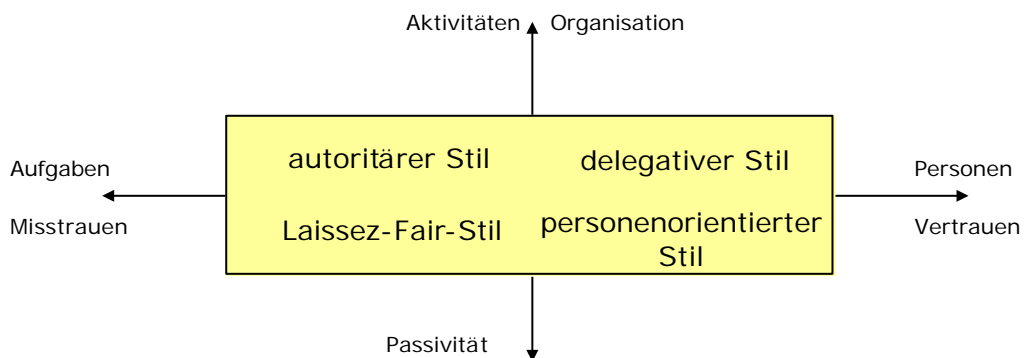 Aktivitäten Organisation
autoritärer Stil delegativer Stil
Aufgaben Personen
Misstrauen Vertrauen
Laissez-Fair-Stil personenorientierter
Stil
Passivität